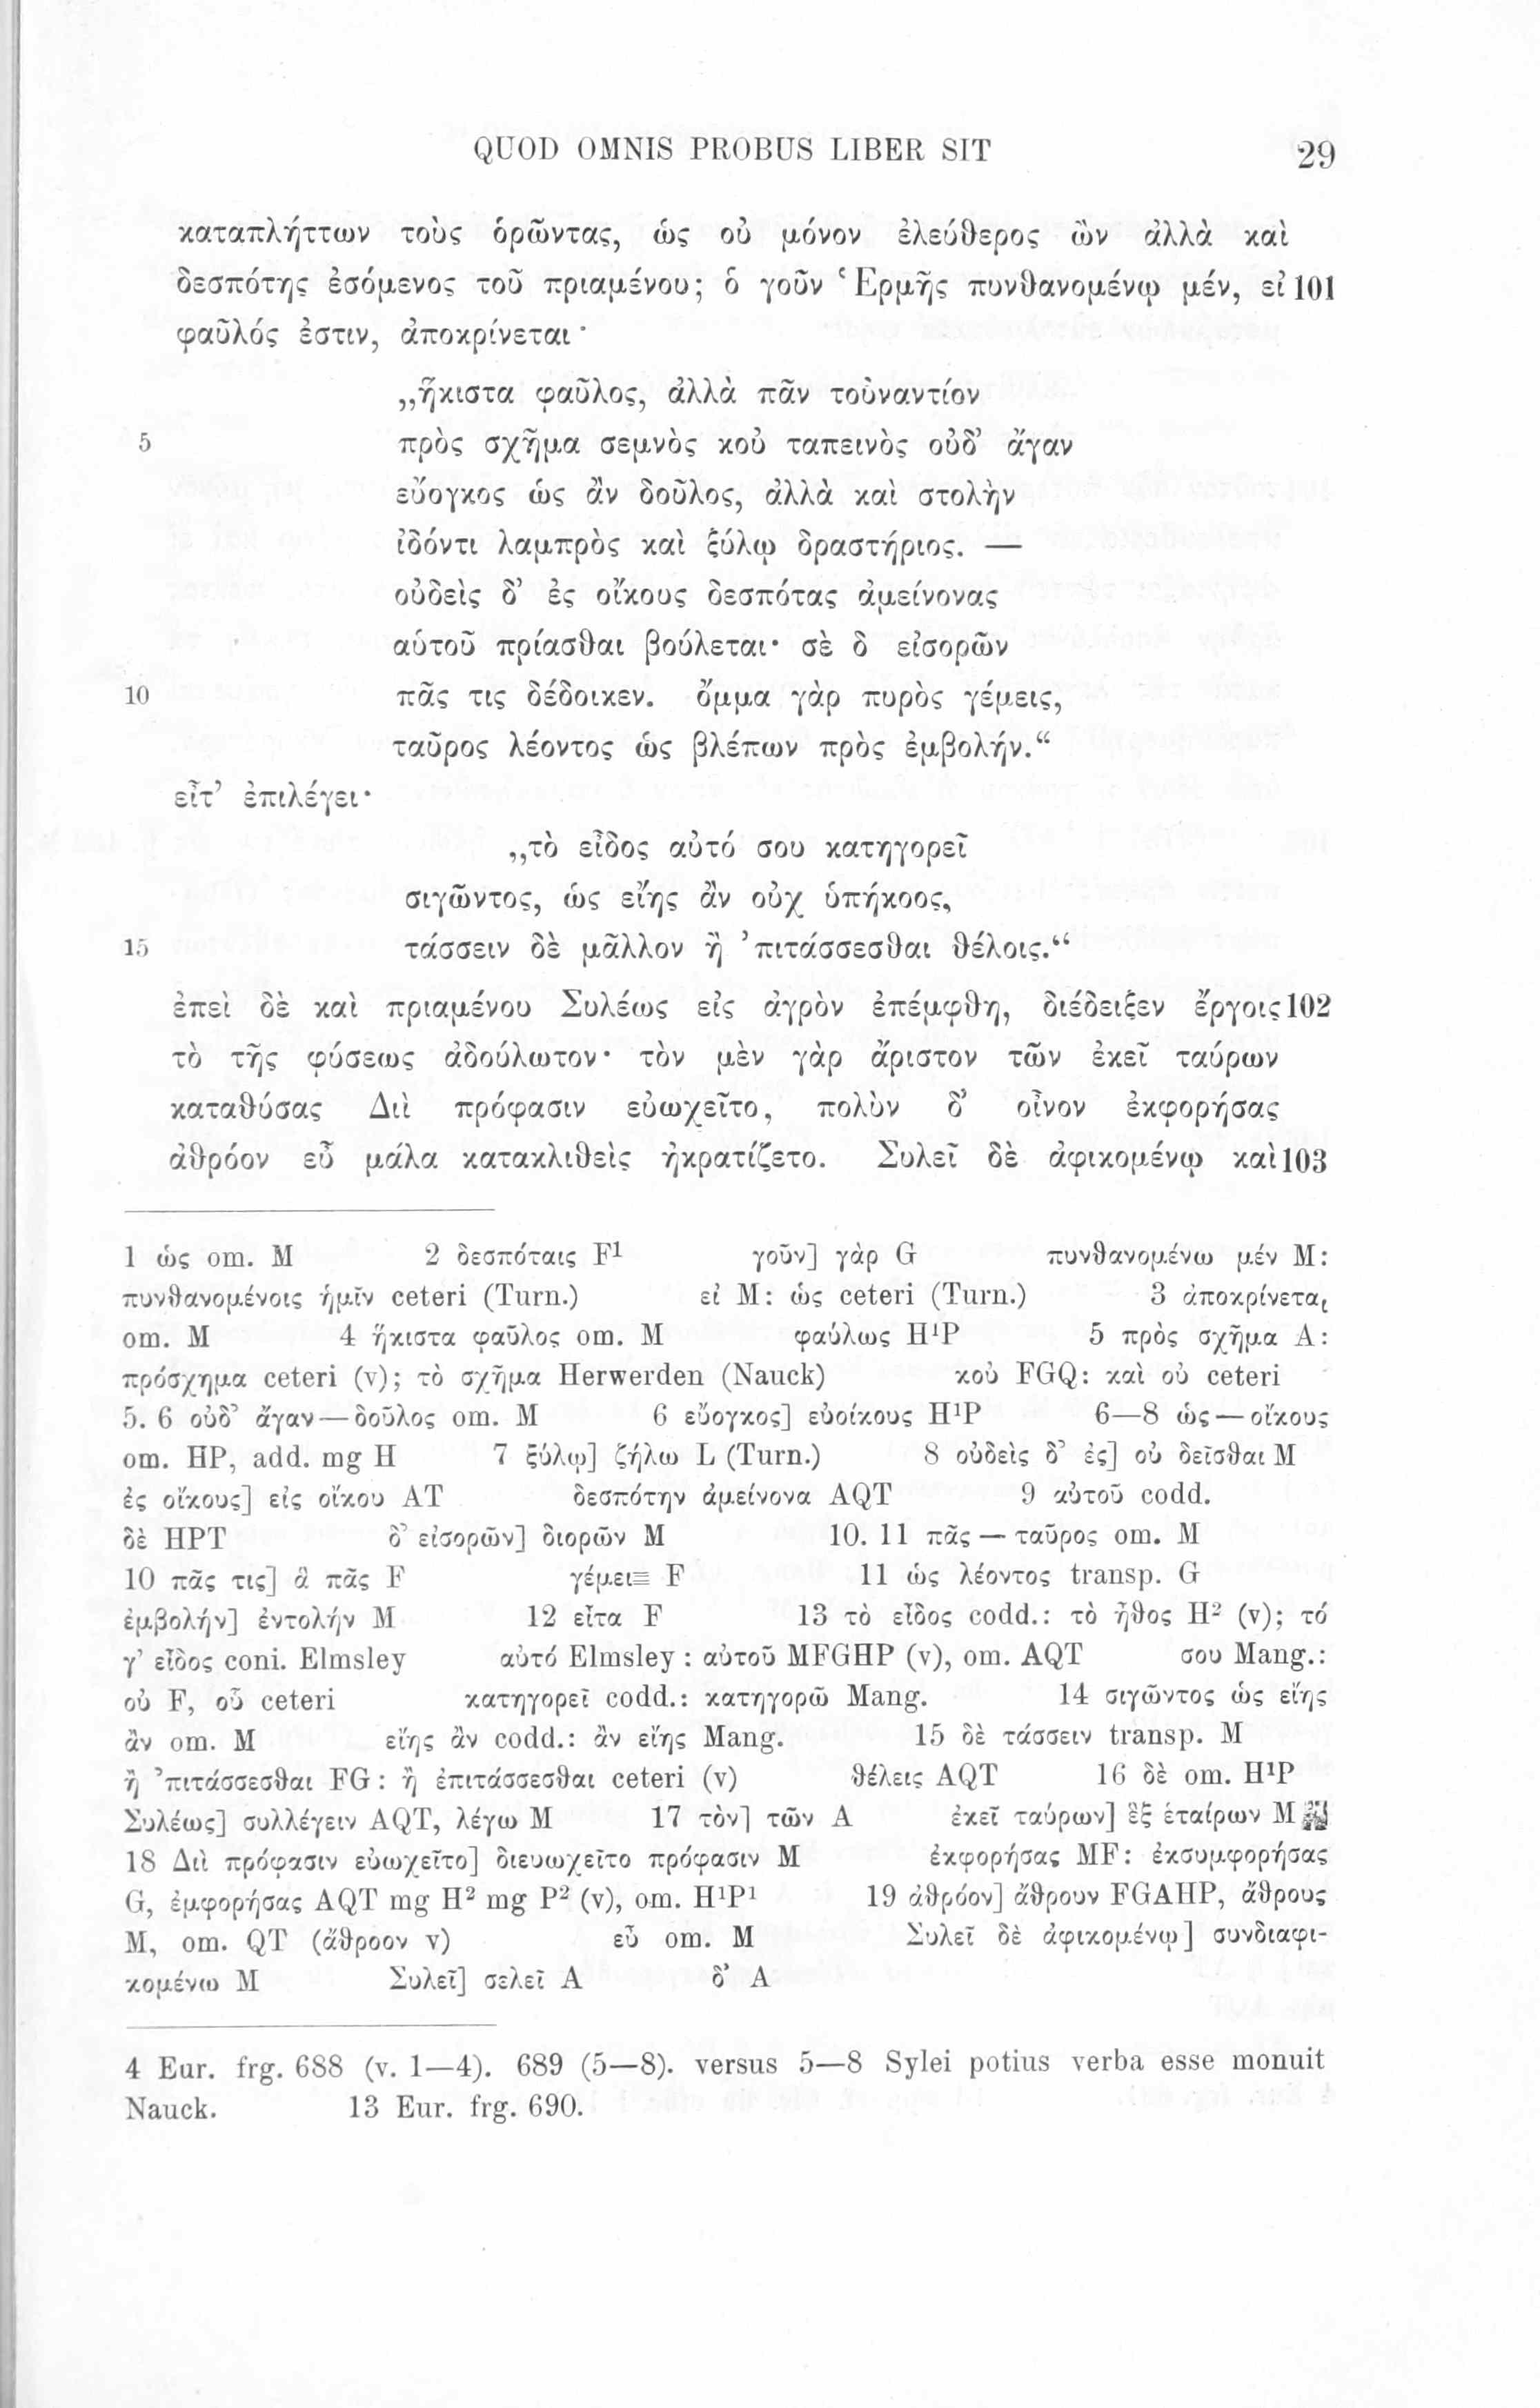 QUOD OMNIS PROBUS LIBER SIT 29
καταπλήττων τοὺς ὁρῶντας, ὡς οὐ μόνον ἐλεύθερος ὢν ἀλλὰ καὶ
δεσπότης ἐσόμενος τοῦ πριαμένου; ὁ γοῦν Ἑρμῆς πυνθανομένῳ μέν, εἰ 101
φαῦλός ἐστιν, ἀποκρίνεται·
„ἥκιστα φαῦλος, ἀλλὰ πᾶν τοὐναντίον
5 πρὸς σχῆμα σεμνὸς κοὐ ταπεινὸς οὐδ’ ἄγαν
εὔογκος ὡς ἂν δοῦλος, ἀλλὰ καὶ στολὴν
ἰδόντι λαμπρὸς καὶ ξύλῳ δραστήριος. —
οὐδεὶς δ’ ἐς οἴκους δεσπότας ἀμείνονας
αὑτοῦ πρίασθαι βούλεται· σὲ δ εἰσορῶν
10 πᾶς τις δέδοικεν. ὄμμα γὰρ πυρὸς γέμεις,
ταῦρος λέοντος ὡς βλέπων πρὸς ἐμβολήν.“
εἶτ’ ἐπιλέγει·
„τὸ εἶδος αὐτό σου κατηγορεῖ
σιγῶντος, ὡς εἴης ἂν οὐχ ὑπήκοος,
15 τάσσειν δὲ μᾶλλον ἢ ’πιτάσσεσθαι θέλοις.“
ἐπεὶ δὲ καὶ πριαμένου Συλέως εἰς ἀγρὸν ἐπέμφθη, διέδειξεν ἔργοις 102
τὸ τῆς φύσεως ἀδούλωτον· τὸν μὲν γὰρ ἄριστον τῶν ἐκεῖ ταύρων
καταθύσας Διὶ πρόφασιν εὐωχεῖτο, πολὺν δ’ οἶνον ἐκφορήσας
ἀθρόον εὖ μάλα κατακλιθεὶς ἠκρατίζετο. Συλεῖ δὲ ἀφικομένῳ καὶ 103
1 ὡς om. M 2 δεσπόταις F¹ γοῦν] γὰρ G πυνθανομένω μέν M:
πυνθανομένοις ἡμῖν ceteri (Turn.) εἰ M: ὡς ceteri (Turn.) 3 ἀποκρίνεται
om. M 4 ἥκιστα φαῦλος om. M φαύλως H¹P 5 πρὸς σχῆμα A:
πρόσχημα ceteri (v); τὸ σχῆμα Herwerden (Nauck) κοὐ FGQ: καὶ οὐ ceteri
5. 6 οὐδ’ ἄγαν — δοῦλος om. M 6 εὔογκος] εὐοίκους H¹P 6—8 ὡς — οἴκους
om. HP, add. mg H 7 ξύλῳ] ζήλω L (Turn.) 8 οὐδεὶς δ’ ἐς] οὐ δεῖσθαι M
ἐς οἴκους] εἰς οἴκου AT δεσπότην ἀμείνονα AQT 9 αὐτοῦ codd.
δὲ HPT δ’ εἰσορῶν] διορῶν M 10. 11 πᾶς — ταῦρος om. M
10 πᾶς τις] ἃ πᾶς F γέμει≡ F 11 ὡς λέοντος transp. G
ἐμβολήν] ἐντολήν M 12 εἶτα F 13 τὸ εἶδος codd.: τὸ ἦθος H² (v); τό
γ’ εἶδος coni. Elmsley αὐτό Elmsley : αὐτοῦ MFGHP (v), om. AQT σου Mang.:
οὐ F, οὗ ceteri κατηγορεῖ codd.: κατηγορῶ Mang. 14 σιγῶντος ὡς εἴης
ἂν om. M εἴης ἂν codd.: ἂν εἴης Mang. 15 δὲ τάσσειν transp. M
ἢ ’πιτάσσεσθαι FG: ἢ ἐπιτάσσεσθαι ceteri (v) θέλεις AQT 16 δὲ om. H¹P
Συλέως] συλλέγειν AQT, λέγω M 17 τὸν] τῶν A ἐκεῖ ταύρων] ἐξ ἑταίρων M
18 Διὶ πρόφασιν εὐωχεῖτο] διευωχεῖτο πρόφασιν M ἐκφορήσας MF: ἐκσυμφορήσας
G, ἐμφορήσας AQT mg H² mg P² (v), om. H¹P¹ 19 ἀθρόον] ἄθρουν FGAHP, ἄθρους
M, om. QT (ἄθροον v) εὖ om. M Συλεῖ δὲ ἀφικομένῳ] συνδιαφι-
κομένω M Συλεῖ] σελεῖ A δ’ A
4 Eur. frg. 688 (v. 1—4). 689 (5—8). versus 5—8 Sylei potius verba esse monuit
Nauck. 13 Eur. frg. 690.